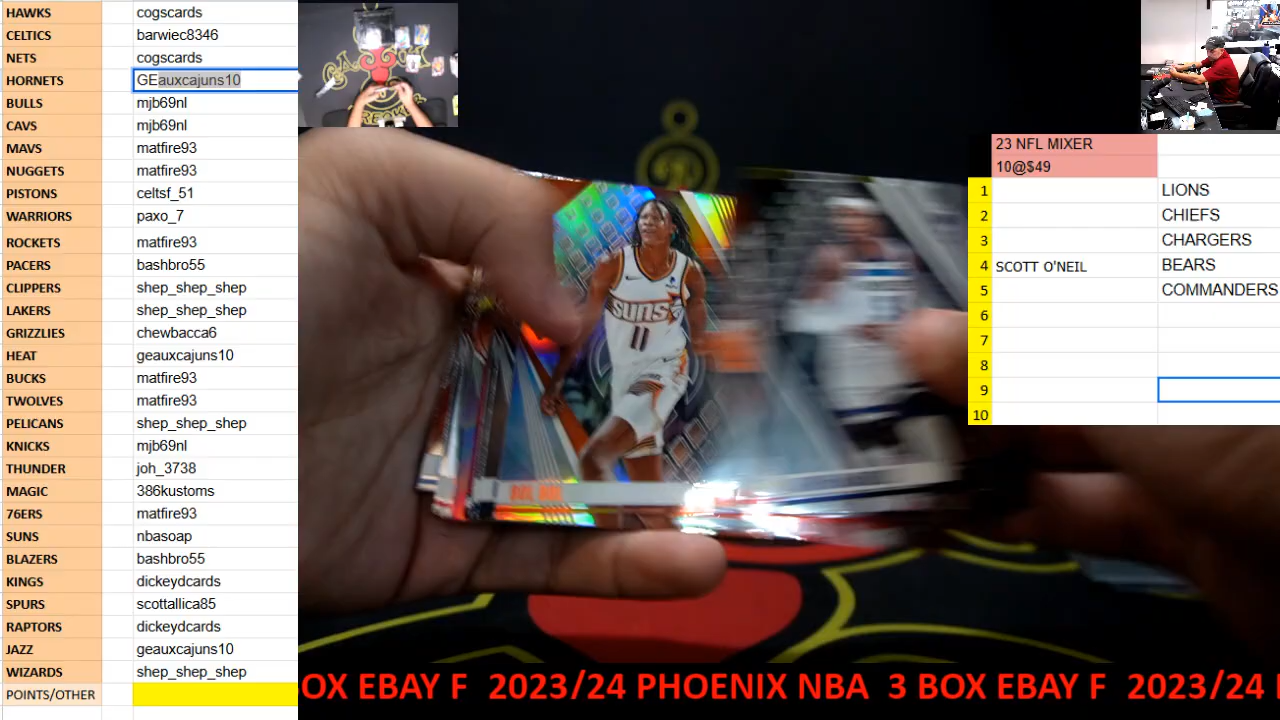 HAWKS cogscards
CELTICS barwiec8346
NETS cogscards
HORNETS GEauxcajuns10
BULLS mjb69nl
CAVS mjb69nl
MAVS matfire93
NUGGETS matfire93
PISTONS celtsf_51
WARRIORS paxo_7
ROCKETS matfire93
PACERS bashbro55
CLIPPERS shep_shep_shep
LAKERS shep_shep_shep
GRIZZLIES chewbacca6
HEAT geauxcajuns10
BUCKS matfire93
TWOLVES matfire93
PELICANS shep_shep_shep
KNICKS mjb69nl
THUNDER joh_3738
MAGIC 386kustoms
76ERS matfire93
SUNS nbasoap
BLAZERS bashbro55
KINGS dickeydcards
SPURS scottallica85
RAPTORS dickeydcards
JAZZ geauxcajuns10
WIZARDS shep_shep_shep
POINTS/OTHER
SUNS
11
23 NFL MIXER
10@$49
1 LIONS
2 CHIEFS
3 CHARGERS
4 SCOTT O'NEIL BEARS
5 COMMANDERS
6
7
8
9
10
OX EBAY F 2023/24 PHOENIX NBA 3 BOX EBAY F 2023/24